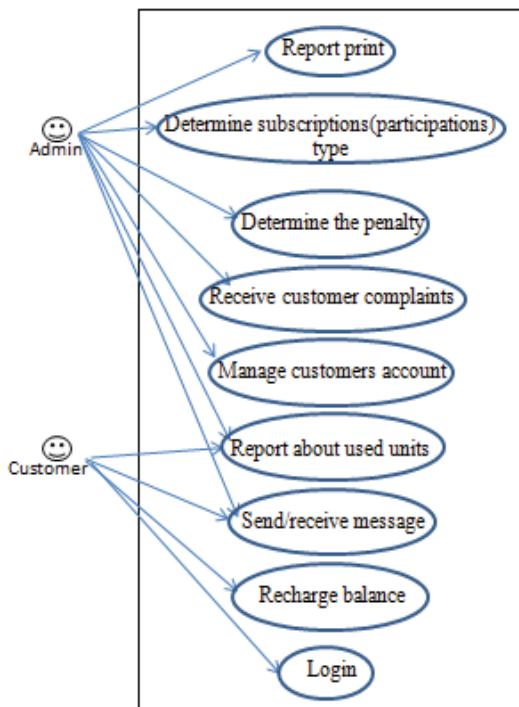 Report print
Admin
Determine subscriptions(participations)
type
Determine the penalty
Receive customer complaints
Manage customers account
Customer
Report about used units
Send/receive message
Recharge balance
Login